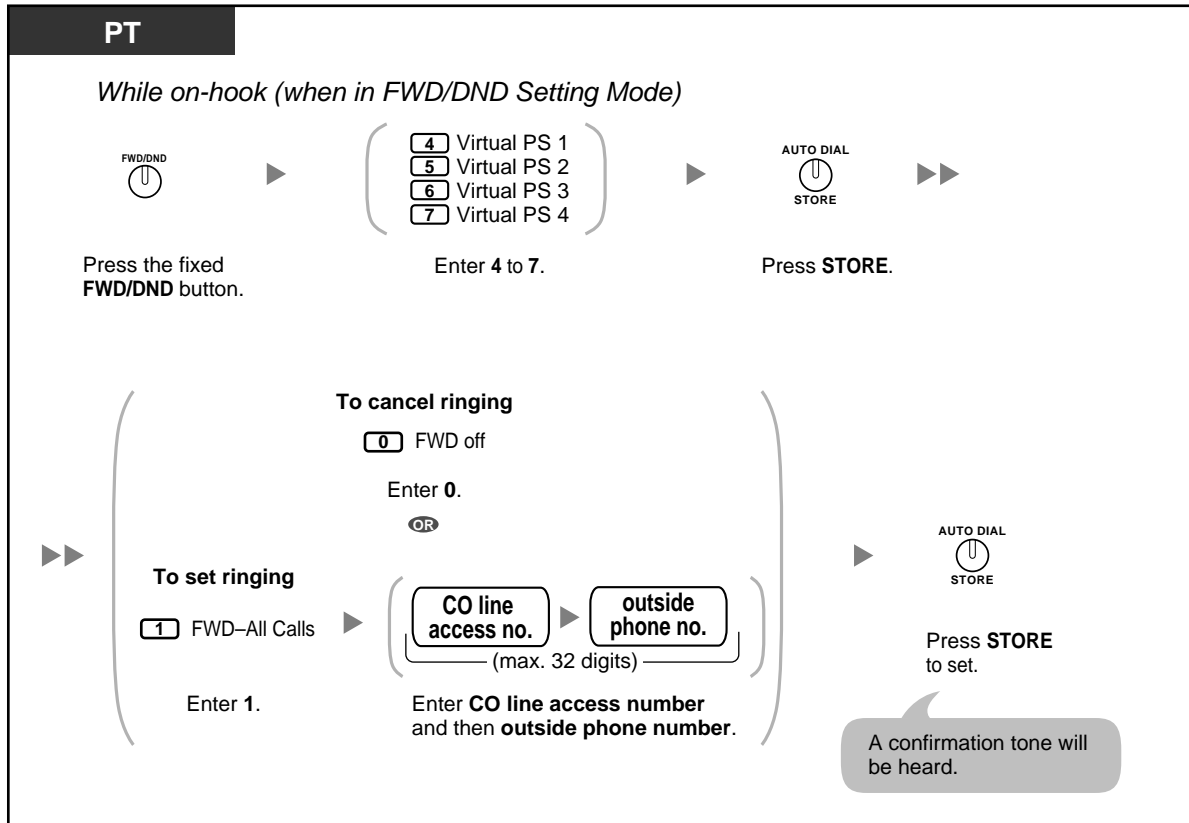 PT
While on-hook (when in FWD/DND Setting Mode)
FWD/DND
4 Virtual PS 1
5 Virtual PS 2
6 Virtual PS 3
7 Virtual PS 4
AUTO DIAL
STORE
Press the fixed
FWD/DND button.
Enter 4 to 7.
Press STORE.
To cancel ringing
0 FWD off
Enter 0.
OR
To set ringing
1 FWD–All Calls
Enter 1.
CO line
access no.
outside
phone no.
(max. 32 digits)
Enter CO line access number
and then outside phone number.
AUTO DIAL
STORE
Press STORE
to set.
A confirmation tone will
be heard.